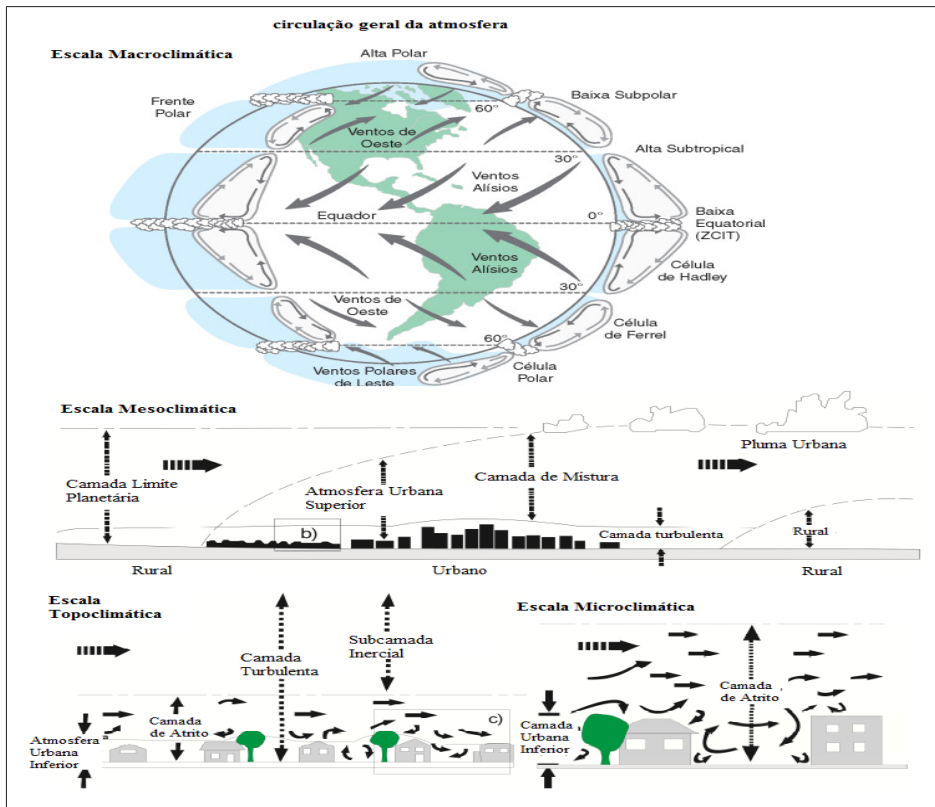 circulação geral da atmosfera
Escala Macroclimática
Alta Polar
Frente
Polar
Baixa Subpolar
60°
Ventos de
Oeste
Alta Subtropical
30°
Ventos
Alísios
Equador
0°
Baixa
Equatorial
(ZCIT)
Ventos
Alísios
Célula
de Hadley
30°
Ventos de
Oeste
Célula
de Ferrel
60°
Ventos Polares
de Leste
Célula
Polar
Escala Mesoclimática
Pluma Urbana
Camada Limite
Planetária
Atmosfera Urbana
Superior
Camada de Mistura
b)
Camada turbulenta
Rural
Rural
Urbano
Rural
Escala
Topoclimática
Escala Microclimática
Camada
Turbulenta
Subcamada
Inercial
Camada
de Atrito
Atmosfera
Urbana
Inferior
c)
Camada
Urbana
Inferior
Camada
de Atrito